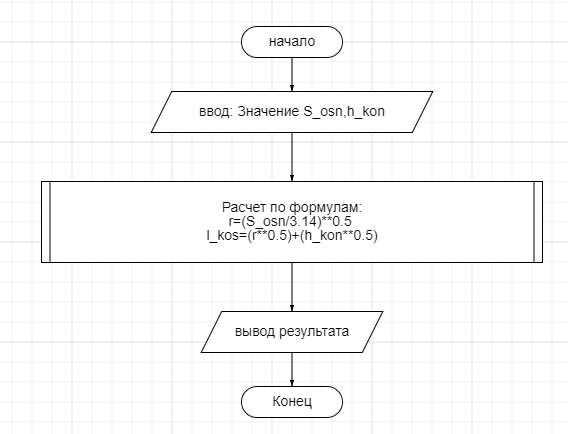 начало
ввод: Значение S_osn,h_kon
Расчет по формулам:
r=(S_osn/3.14)**0.5
l_kos=(r**0.5)+(h_kon**0.5)
вывод результата
Конец